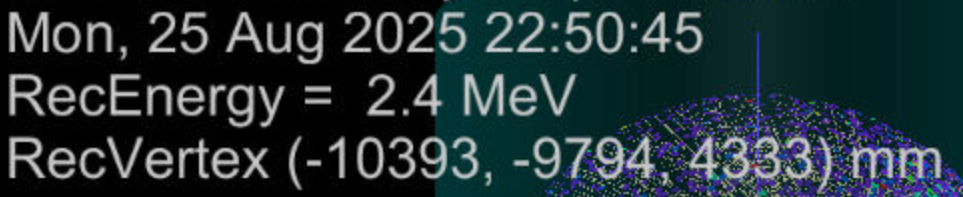 Mon, 25 Aug 2025 22:50:45
RecEnergy = 2.4 MeV
RecVertex (-10393, -9794, 4333) mm